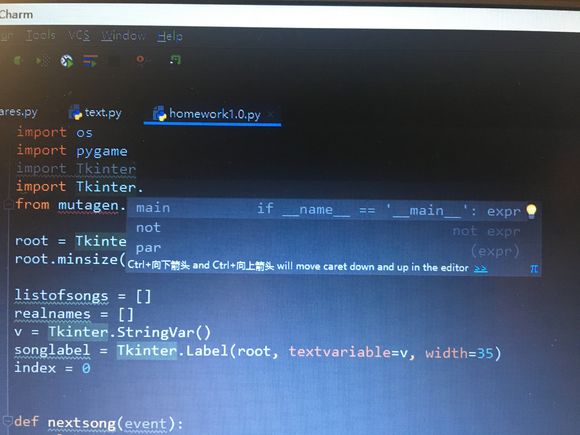 Charm
un Tools VCS Window Help
ares.py text.py homework1.0.py
import os
import pygame
import Tkinter
import Tkinter.
from mutagen.
main if __name__ == '__main__': expr
not not expr
par (expr)
Ctrl+向下箭头 and Ctrl+向上箭头 will move caret down and up in the editor >> π
root = Tkinte
root.minsize(
listofsongs = []
realnames = []
v = Tkinter.StringVar()
songlabel = Tkinter.Label(root, textvariable=v, width=35)
index = 0
def nextsong(event):